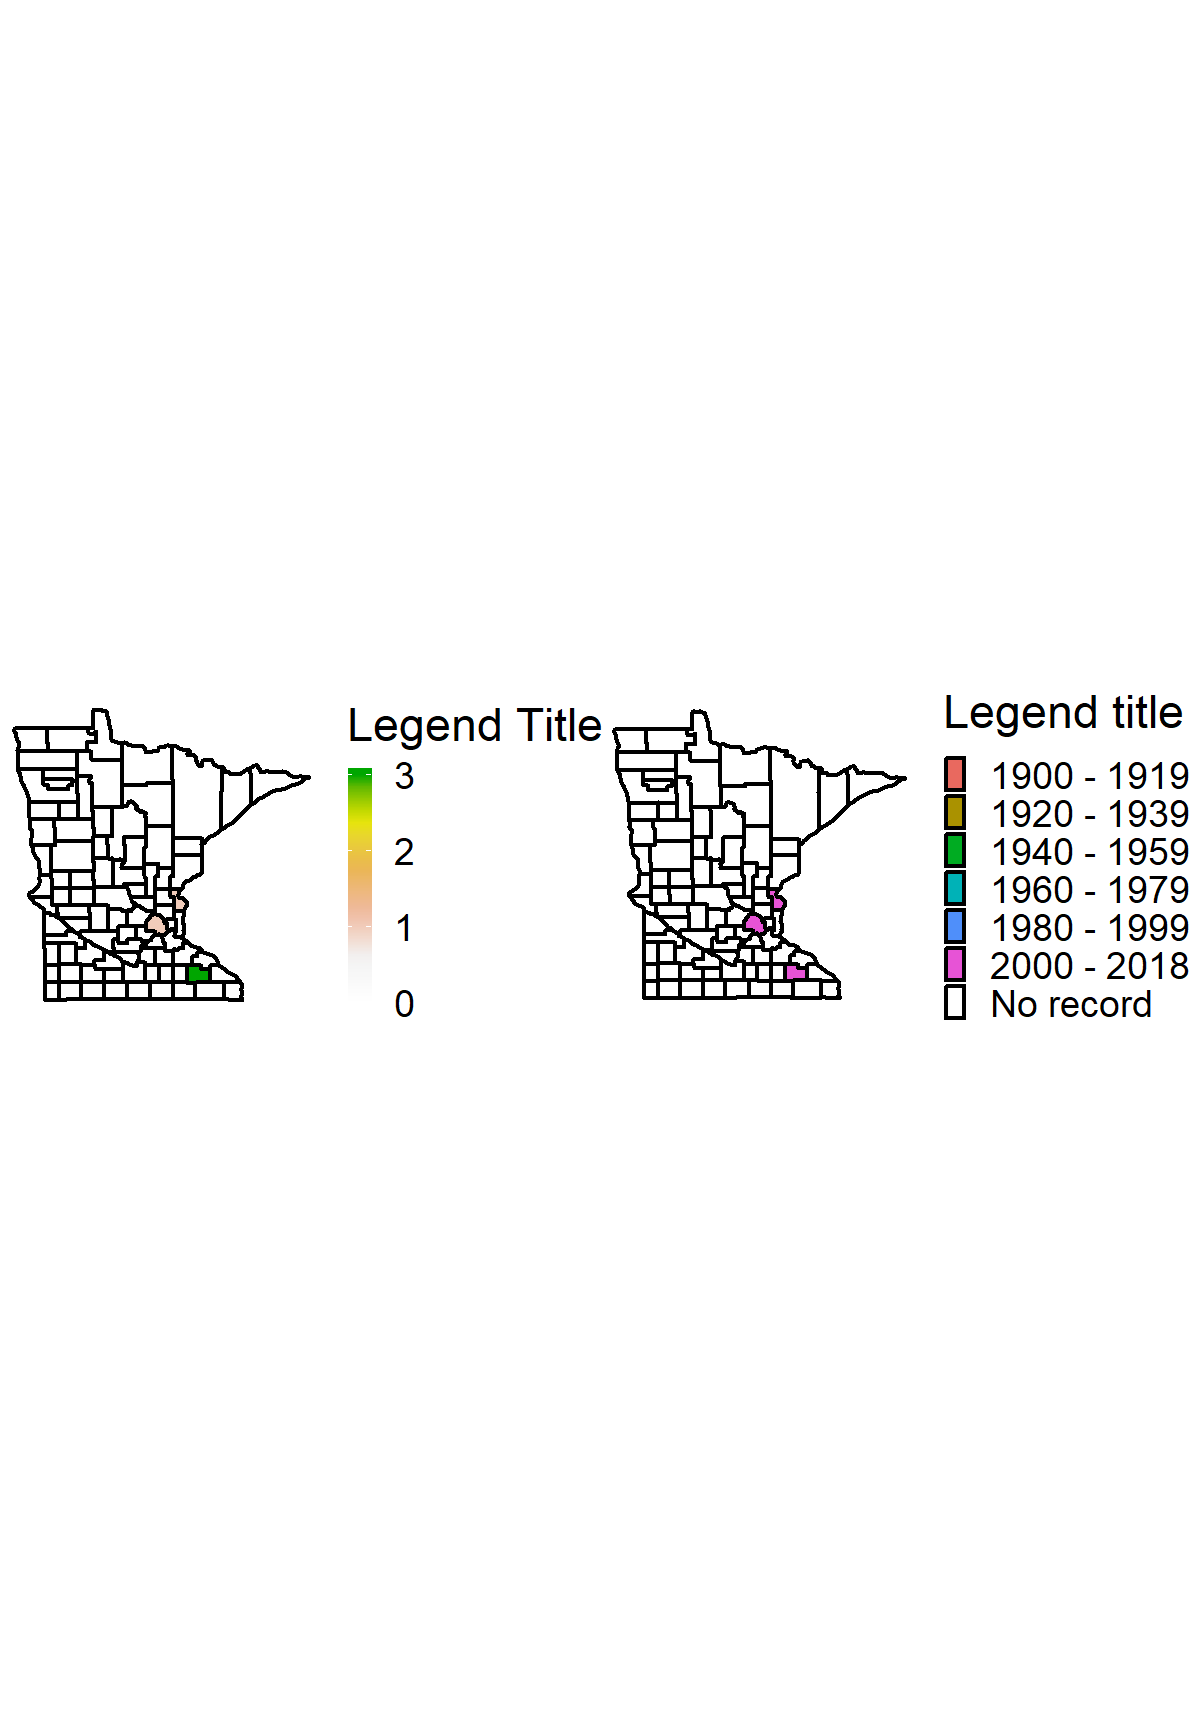 Legend Title
3
2
1
0
Legend title
1900 - 1919
1920 - 1939
1940 - 1959
1960 - 1979
1980 - 1999
2000 - 2018
No record